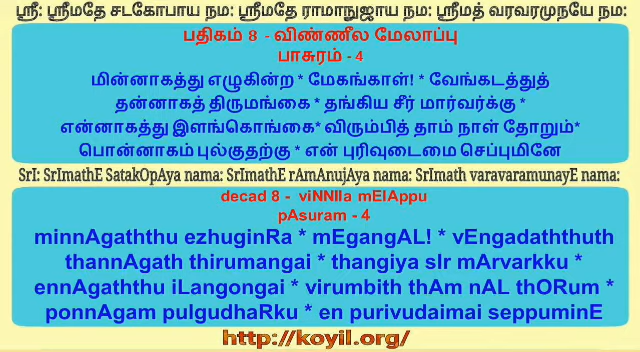 ஸ்ரீ: ஸ்ரீமதே சடகோபாய நம: ஸ்ரீமதே ராமாநுஜாய நம: ஸ்ரீமத் வரவரமுநயே நம:
பதிகம் 8 - விண்ணீல மேலாப்பு
பாசுரம் - 4
மின்னாகத்து எழுகின்ற * மேகங்காள்! * வேங்கடத்துத்
தன்னாகத் திருமங்கை * தங்கிய சீர் மார்வர்க்கு *
என்னாகத்து இளங்கொங்கை* விரும்பித் தாம் நாள் தோறும்*
பொன்னாகம் புல்குதற்கு * என் புரிவுடைமை செப்புமினே
SrI: SrImathE SatakOpAya nama: SrImathE rAmAnujAya nama: SrImath varavaramunayE nama:
decad 8 - viNNIla mElAppu
pAsuram - 4
minnAgaththu ezhuginRa * mEgangAL! * vEngadaththuth
thannAgath thirumangai * thangiya sIr mArvarkku *
ennAgaththu iLangongai * virumbith thAm nAL thORum *
ponnAgam pulgudhaRku * en purivudaimai seppuminE
http://koyil.org/